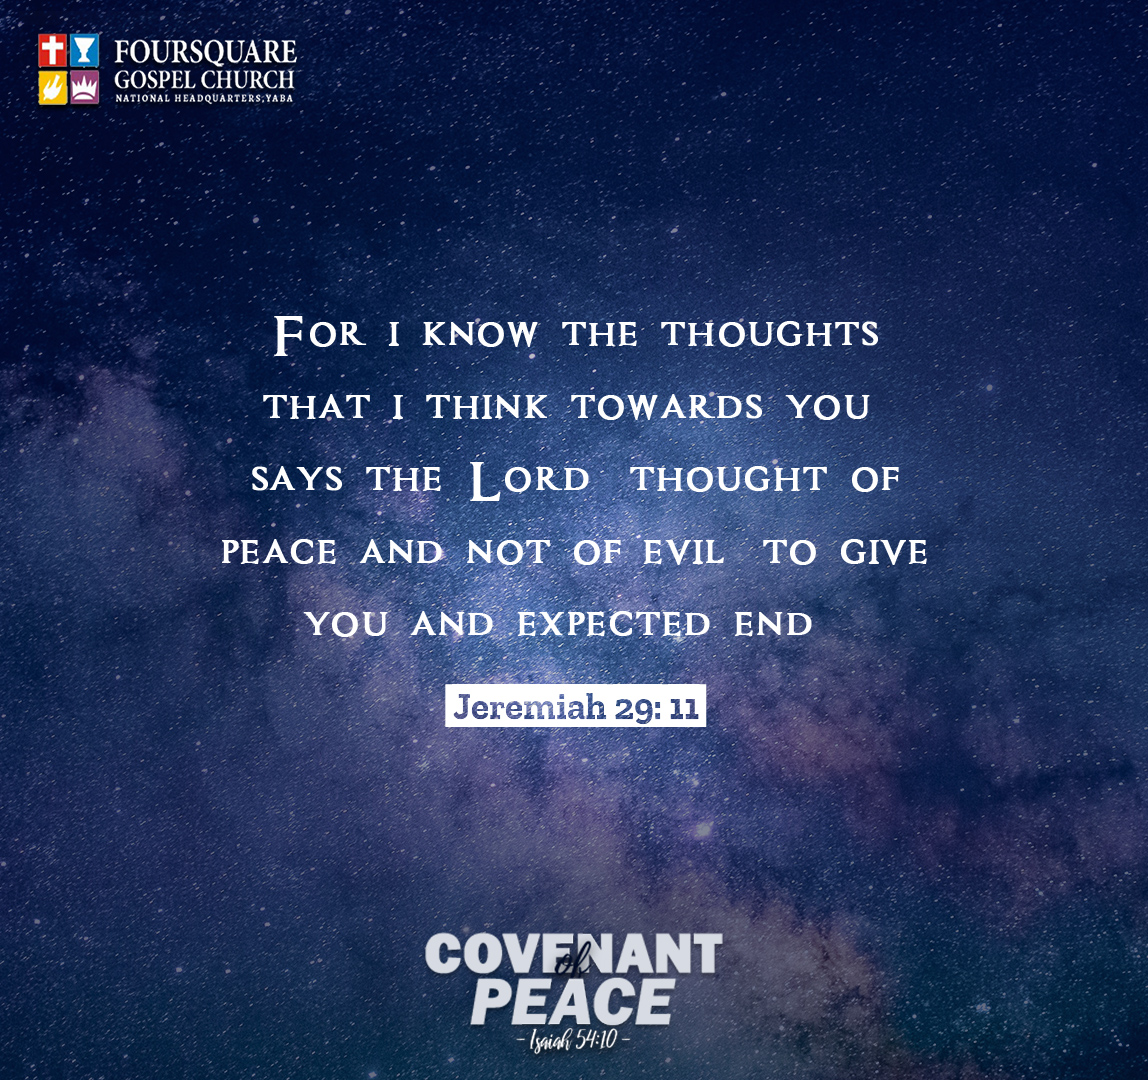 FOURSQUARE
GOSPEL CHURCH
NATIONAL HEADQUARTERS,YABA
FOR I KNOW THE THOUGHTS
THAT I THINK TOWARDS YOU
SAYS THE LORD THOUGHT OF
PEACE AND NOT OF EVIL TO GIVE
YOU AND EXPECTED END
Jeremiah 29: 11
COVENANT
of
PEACE
- Isaiah 54:10 -